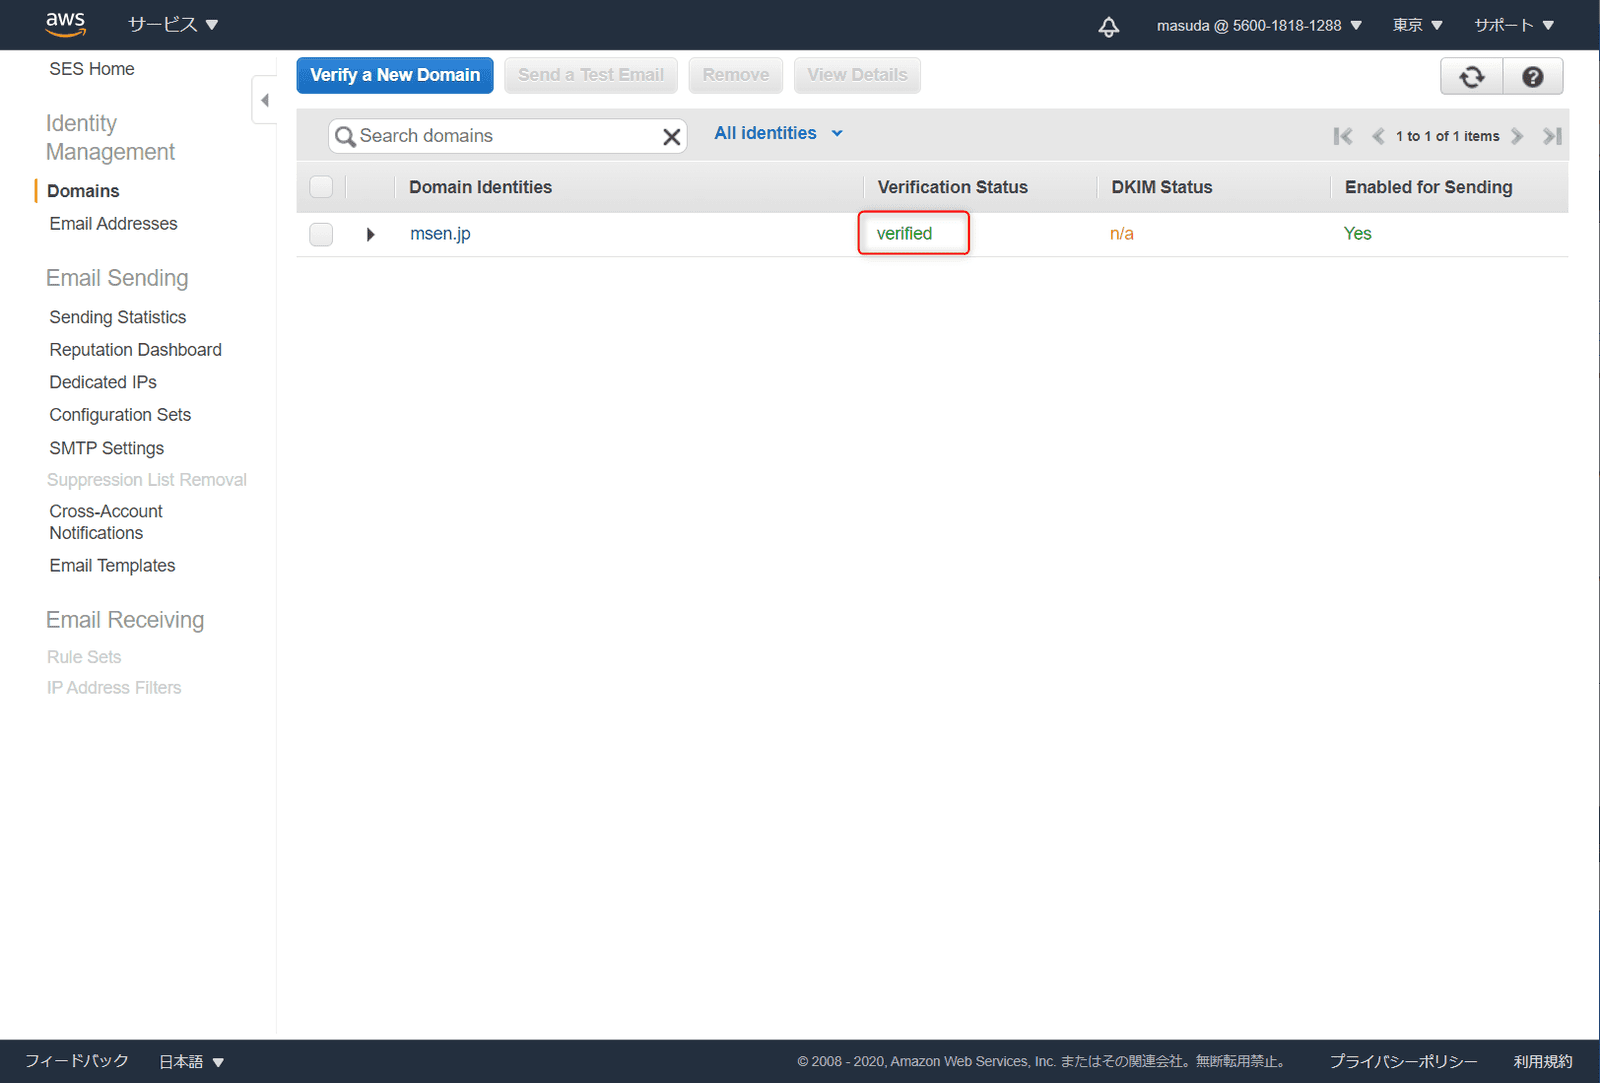 aws
サービス
masuda @ 5600-1818-1288
東京
サポート
SES Home
Identity
Management
Domains
Email Addresses
Email Sending
Sending Statistics
Reputation Dashboard
Dedicated IPs
Configuration Sets
SMTP Settings
Suppression List Removal
Cross-Account
Notifications
Email Templates
Email Receiving
Rule Sets
IP Address Filters
Verify a New Domain
Send a Test Email
Remove
View Details
Search domains
All identities
1 to 1 of 1 items
Domain Identities
Verification Status
DKIM Status
Enabled for Sending
msen.jp
verified
n/a
Yes
フィードバック
日本語
© 2008 - 2020, Amazon Web Services, Inc. またはその関連会社。無断転用禁止。
プライバシーポリシー
利用規約